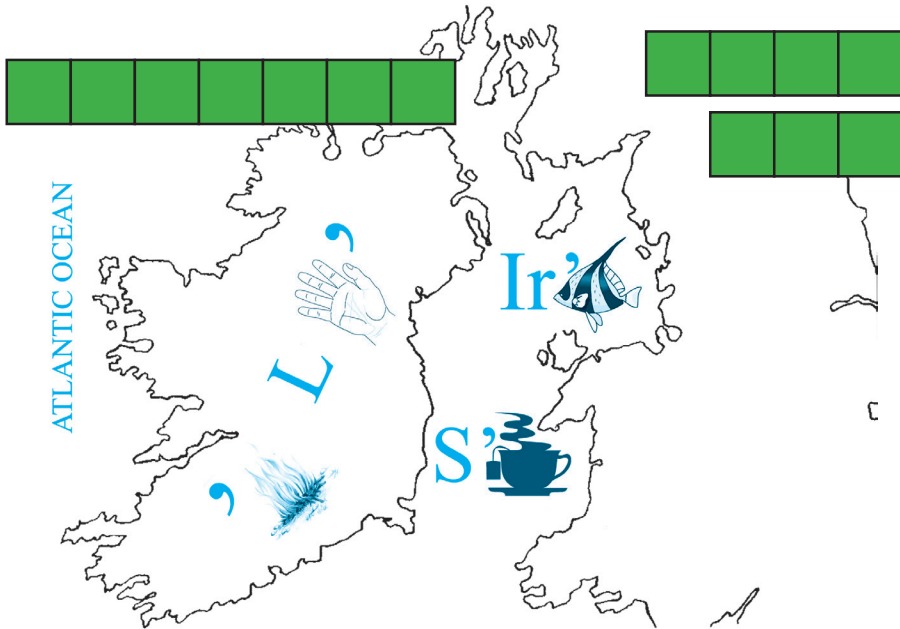 ATLANTIC OCEAN
’
L
Ir’
S’
’